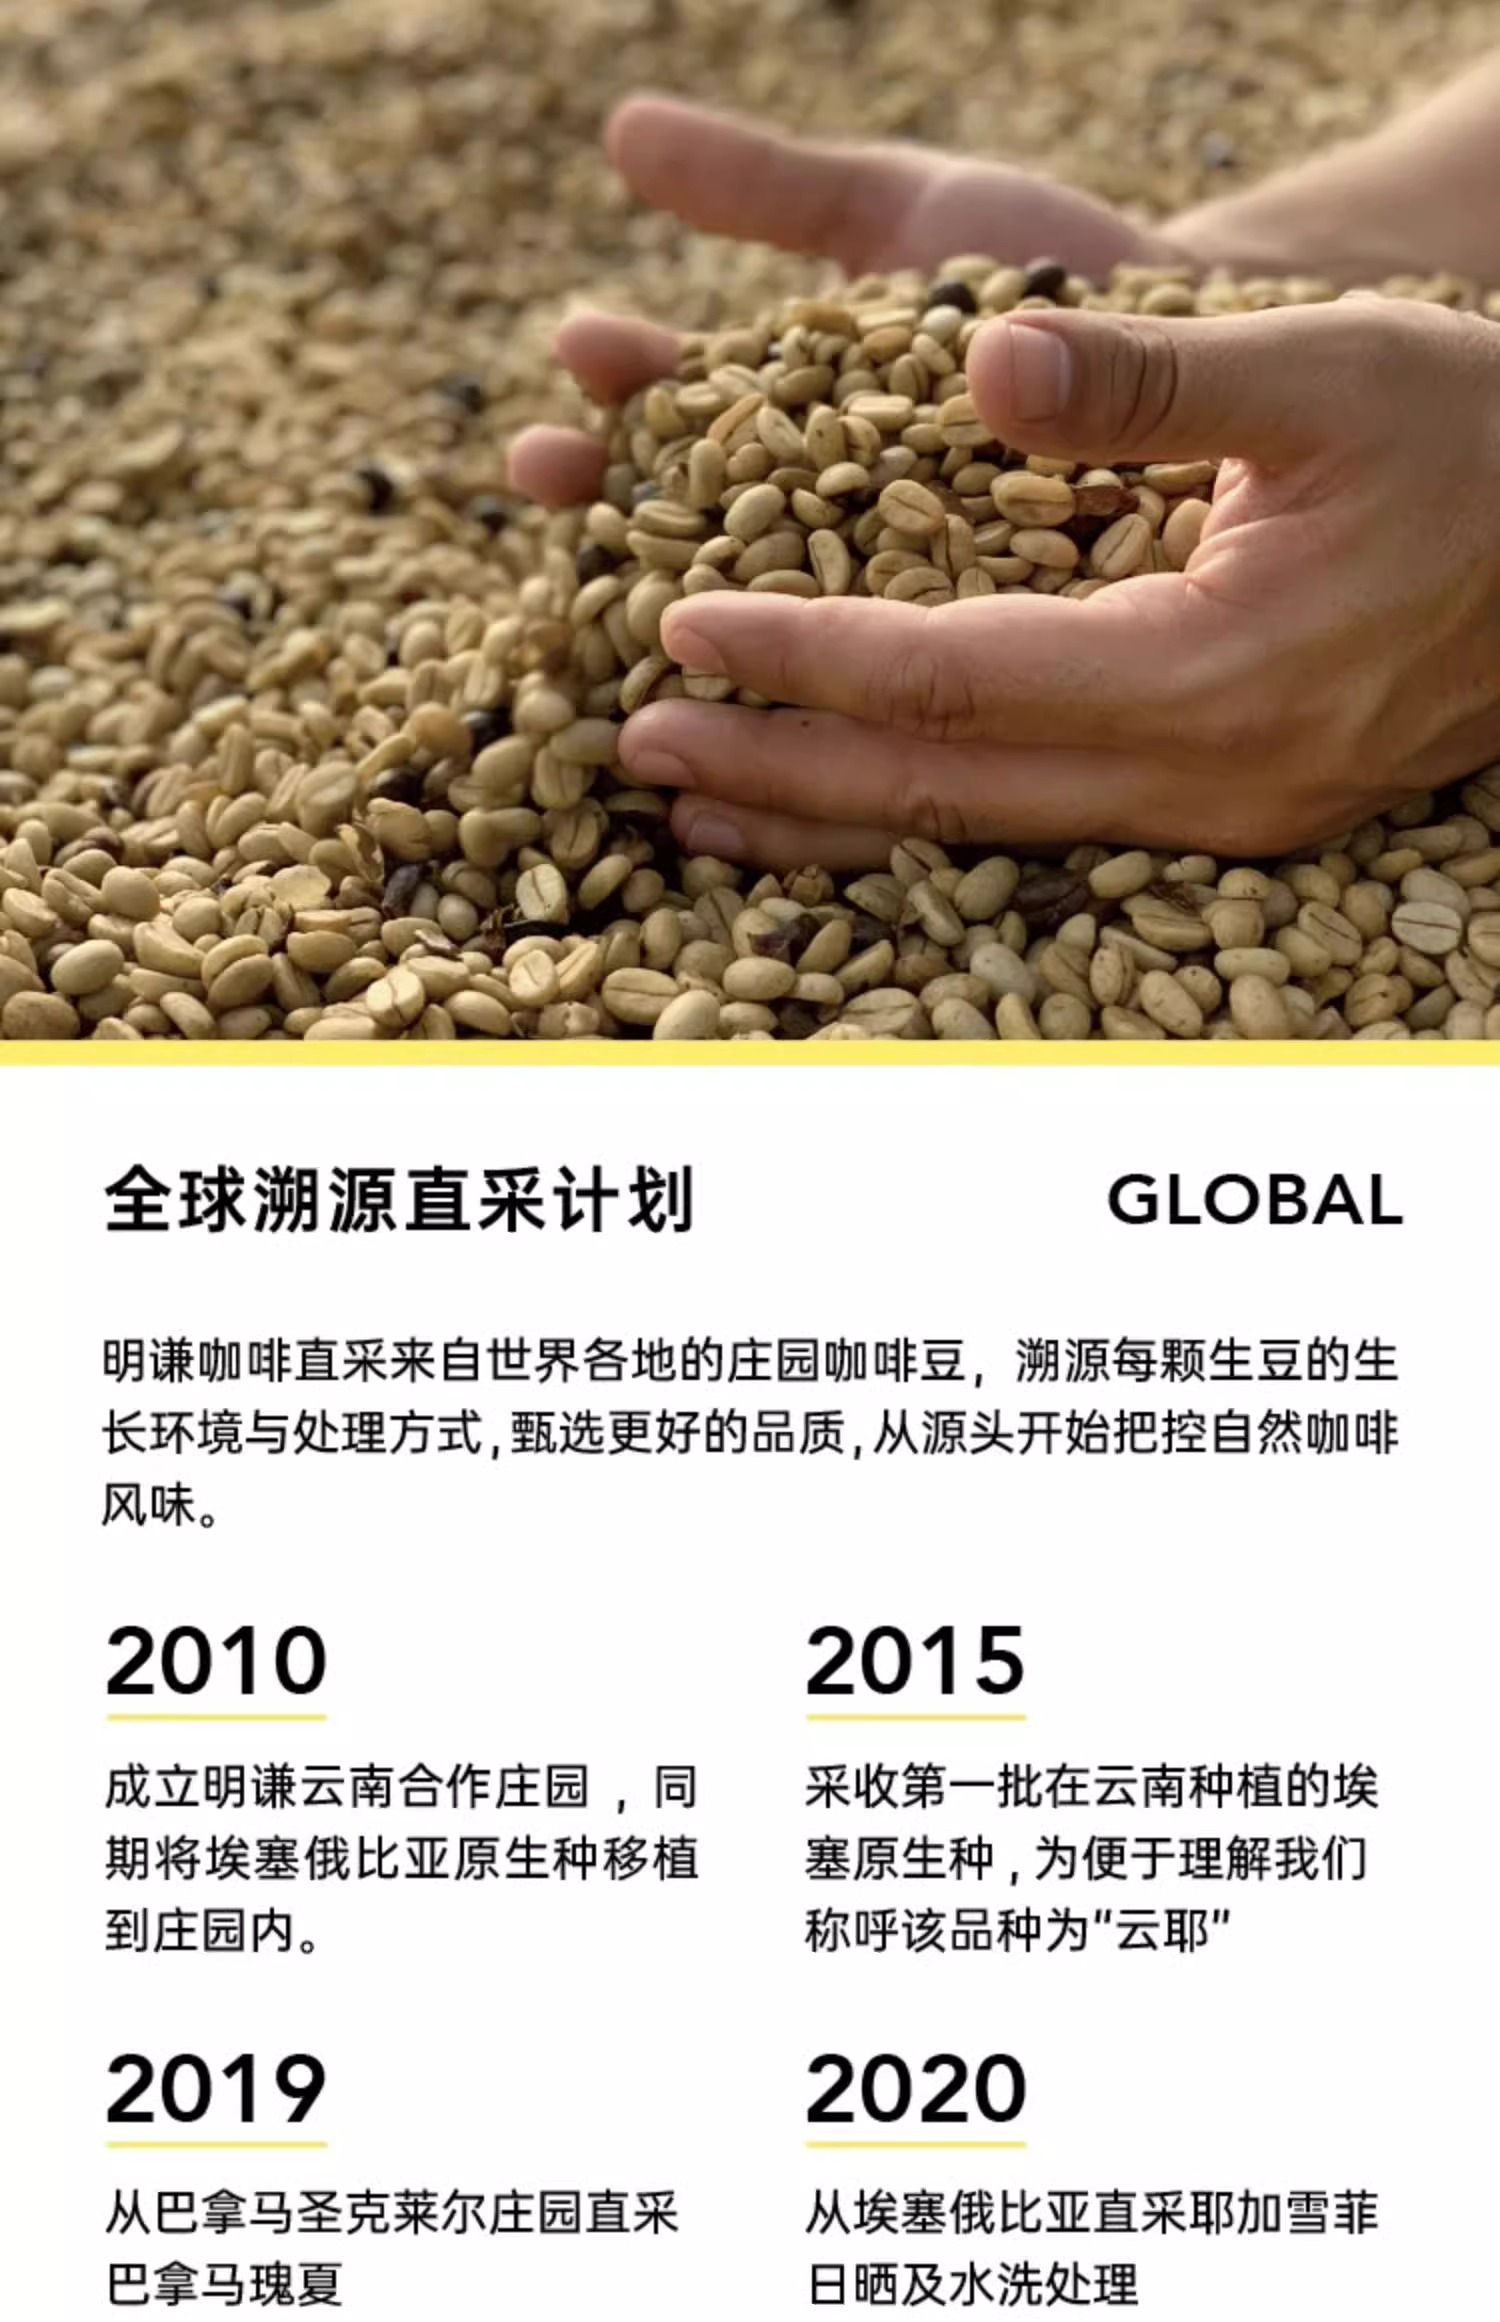 全球溯源直采计划
GLOBAL
明谦咖啡直采来自世界各地的庄园咖啡豆，溯源每颗生豆的生
长环境与处理方式,甄选更好的品质,从源头开始把控自然咖啡
风味。
2010
成立明谦云南合作庄园 ，同
期将埃塞俄比亚原生种移植
到庄园内。
2015
采收第一批在云南种植的埃
塞原生种 , 为便于理解我们
称呼该品种为“云耶”
2019
从巴拿马圣克莱尔庄园直采
巴拿马瑰夏
2020
从埃塞俄比亚直采耶加雪菲
日晒及水洗处理